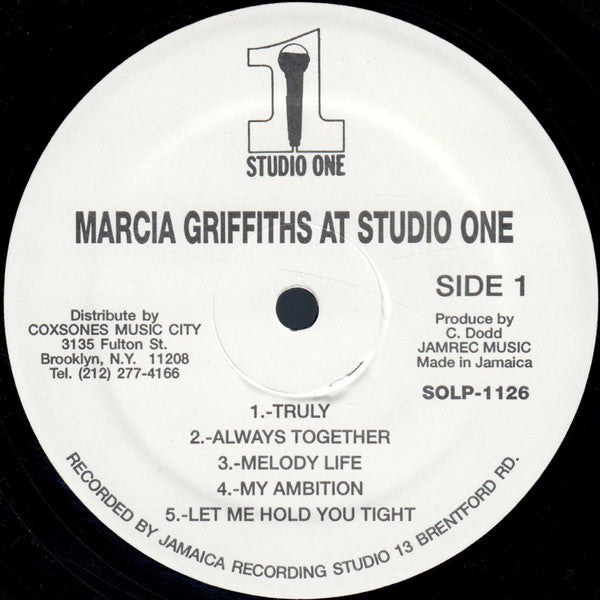 1
STUDIO ONE
MARCIA GRIFFITHS AT STUDIO ONE
SIDE 1
Distribute by
COXSONES MUSIC CITY
3135 Fulton St.
Brooklyn, N.Y. 11208
Tel. (212) 277-4166
Produce by
C. Dodd
JAMREC MUSIC
Made in Jamaica
SOLP-1126
1.-TRULY
2.-ALWAYS TOGETHER
3.-MELODY LIFE
4.-MY AMBITION
5.-LET ME HOLD YOU TIGHT
RECORDED BY JAMAICA RECORDING STUDIO 13 BRENTFORD RD.